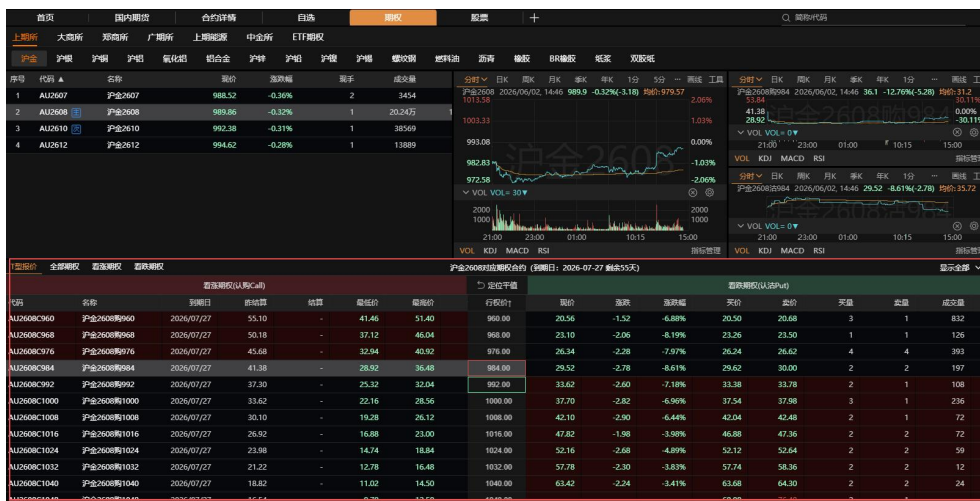 首页 国内期货 合约详情 自选 期权 股票 + 简称/代码
上期所 大商所 郑商所 广期所 上期能源 中金所 ETF期权
沪金 沪银 沪铜 沪铝 氧化铝 铝合金 沪锌 沪铅 沪镍 沪锡 螺纹钢 燃料油 沥青 橡胶 BR橡胶 纸浆 双胶纸
序号 代码 ▲ 名称 现价 涨跌幅 现手 成交量
1 AU2607 沪金2607 988.52 -0.36% 2 3454
2 AU2608 主 沪金2608 989.86 -0.32% 1 20.24万
3 AU2610 次 沪金2610 992.38 -0.31% 1 38569
4 AU2612 沪金2612 994.62 -0.28% 1 13889
分时 日K 周K 月K 季K 年K 1分 5分 ··· 画线 工具
沪金2608 2026/06/02, 14:46 989.9 -0.32%(-3.18) 均价:979.57
1013.58 2.06%
1003.33 1.03%
993.08 0.00%
982.83 -1.03%
972.58 -2.06%
沪金2608
VOL VOL= 30▼
2000 2000
1000 1000
21:00 23:00 01:00 10:15 15:00
VOL KDJ MACD RSI 指标管理
分时 日K 周K 月K 季K 年K 1分 ··· 画线
沪金2608购984 2026/06/02, 14:46 36.1 -12.76%(-5.28) 均价:31.2
53.84 30.11%
41.38 0.00%
28.92 -30.11%
沪金2608购984
VOL VOL= 0▼
21:00 23:00 01:00 10:15 15:00
VOL KDJ MACD RSI 指标管
分时 日K 周K 月K 季K 年K 1分 ··· 画线
沪金2608沽984 2026/06/02, 14:46 29.52 -8.61%(-2.78) 均价:35.72
沪金2608沽984
VOL VOL= 0▼
21:00 23:00 01:00 10:15 15:00
VOL KDJ MACD RSI 指标管
T型报价 全部期权 看涨期权 看跌期权 沪金2608对应期权合约 (到期日：2026-07-27 剩余55天) 显示全部
看涨期权(认购Call) 定位平值 看跌期权(认沽Put)
代码 名称 到期日 昨结算 结算 最低价 最高价 行权价↑ 现价 涨跌 涨跌幅 买价 卖价 买量 卖量 成交量
AU2608C960 沪金2608购960 2026/07/27 55.10 - 41.46 51.40 960.00 20.56 -1.52 -6.88% 20.50 20.68 3 1 832
AU2608C968 沪金2608购968 2026/07/27 50.18 - 37.12 46.04 968.00 23.10 -2.06 -8.19% 23.26 23.50 1 1 123
AU2608C976 沪金2608购976 2026/07/27 45.68 - 32.94 40.92 976.00 26.34 -2.28 -7.97% 26.24 26.62 4 4 393
AU2608C984 沪金2608购984 2026/07/27 41.38 - 28.92 36.48 984.00 29.52 -2.78 -8.61% 29.62 30.00 2 2 197
AU2608C992 沪金2608购992 2026/07/27 37.30 - 25.32 32.04 992.00 33.62 -2.60 -7.18% 33.38 33.78 2 1 108
AU2608C1000 沪金2608购1000 2026/07/27 33.62 - 22.16 28.56 1000.00 37.70 -2.82 -6.96% 37.54 37.98 3 1 236
AU2608C1008 沪金2608购1008 2026/07/27 30.10 - 19.28 26.12 1008.00 42.10 -2.90 -6.44% 42.04 42.48 2 1 72
AU2608C1016 沪金2608购1016 2026/07/27 26.92 - 16.88 23.00 1016.00 47.82 -1.98 -3.98% 46.88 47.36 2 2 72
AU2608C1024 沪金2608购1024 2026/07/27 23.98 - 14.74 18.84 1024.00 52.16 -2.68 -4.89% 52.12 52.64 2 2 59
AU2608C1032 沪金2608购1032 2026/07/27 21.22 - 12.78 16.48 1032.00 57.78 -2.30 -3.83% 57.74 58.36 2 2 12
AU2608C1040 沪金2608购1040 2026/07/27 18.82 - 11.02 14.50 1040.00 63.42 -2.24 -3.41% 63.68 64.30 2 2 24